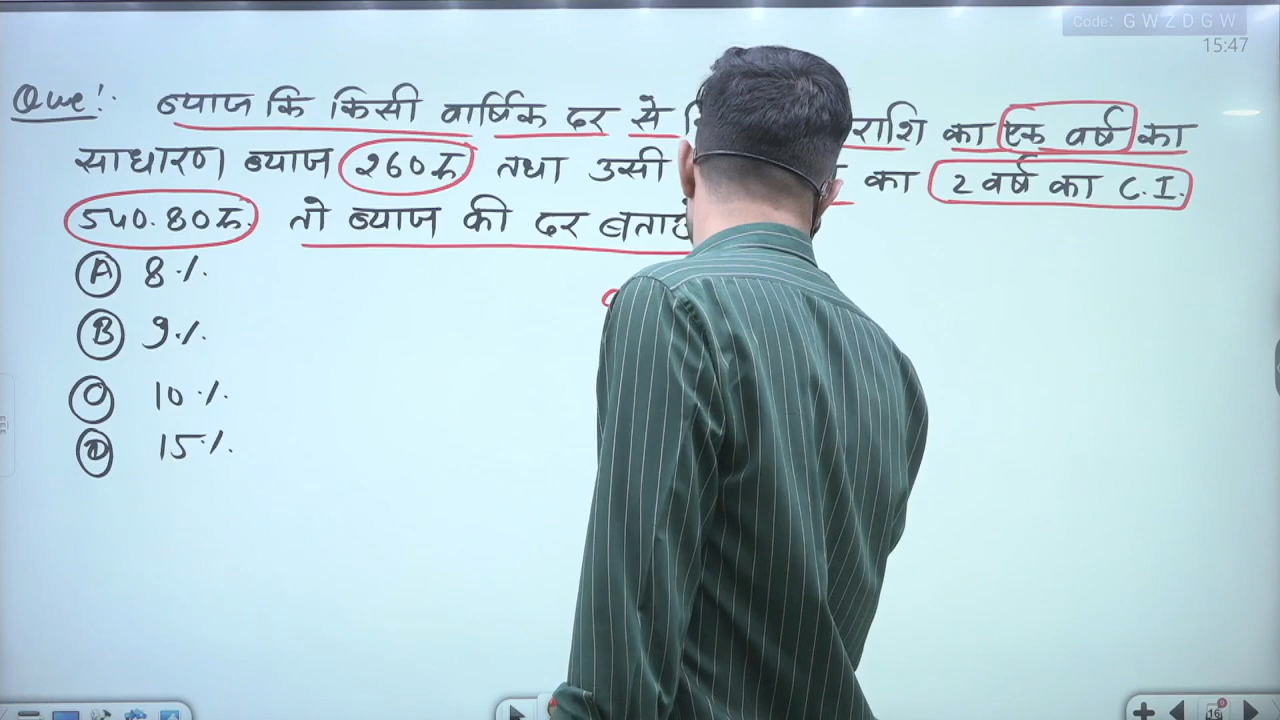 Code: G W Z D G W
15:47
Que!: ब्याज कि किसी वार्षिक दर से राशि का एक वर्ष का
साधारण ब्याज 260रु तथा उसी का 2 वर्ष का C.I.
540.80रु. तो ब्याज की दर
A 8%
B 9%
C 10%
D 15%
16